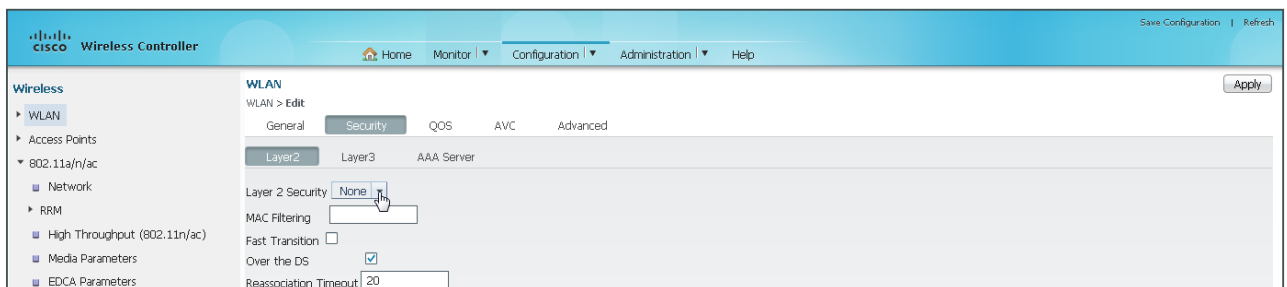 Save Configuration | Refresh
CISCO Wireless Controller
Home Monitor Configuration Administration Help
Wireless
WLAN
Access Points
802.11a/n/ac
Network
RRM
High Throughput (802.11n/ac)
Media Parameters
EDCA Parameters
WLAN
Apply
WLAN > Edit
General Security QOS AVC Advanced
Layer2 Layer3 AAA Server
Layer 2 Security None
MAC Filtering
Fast Transition
Over the DS
Reassociation Timeout 20